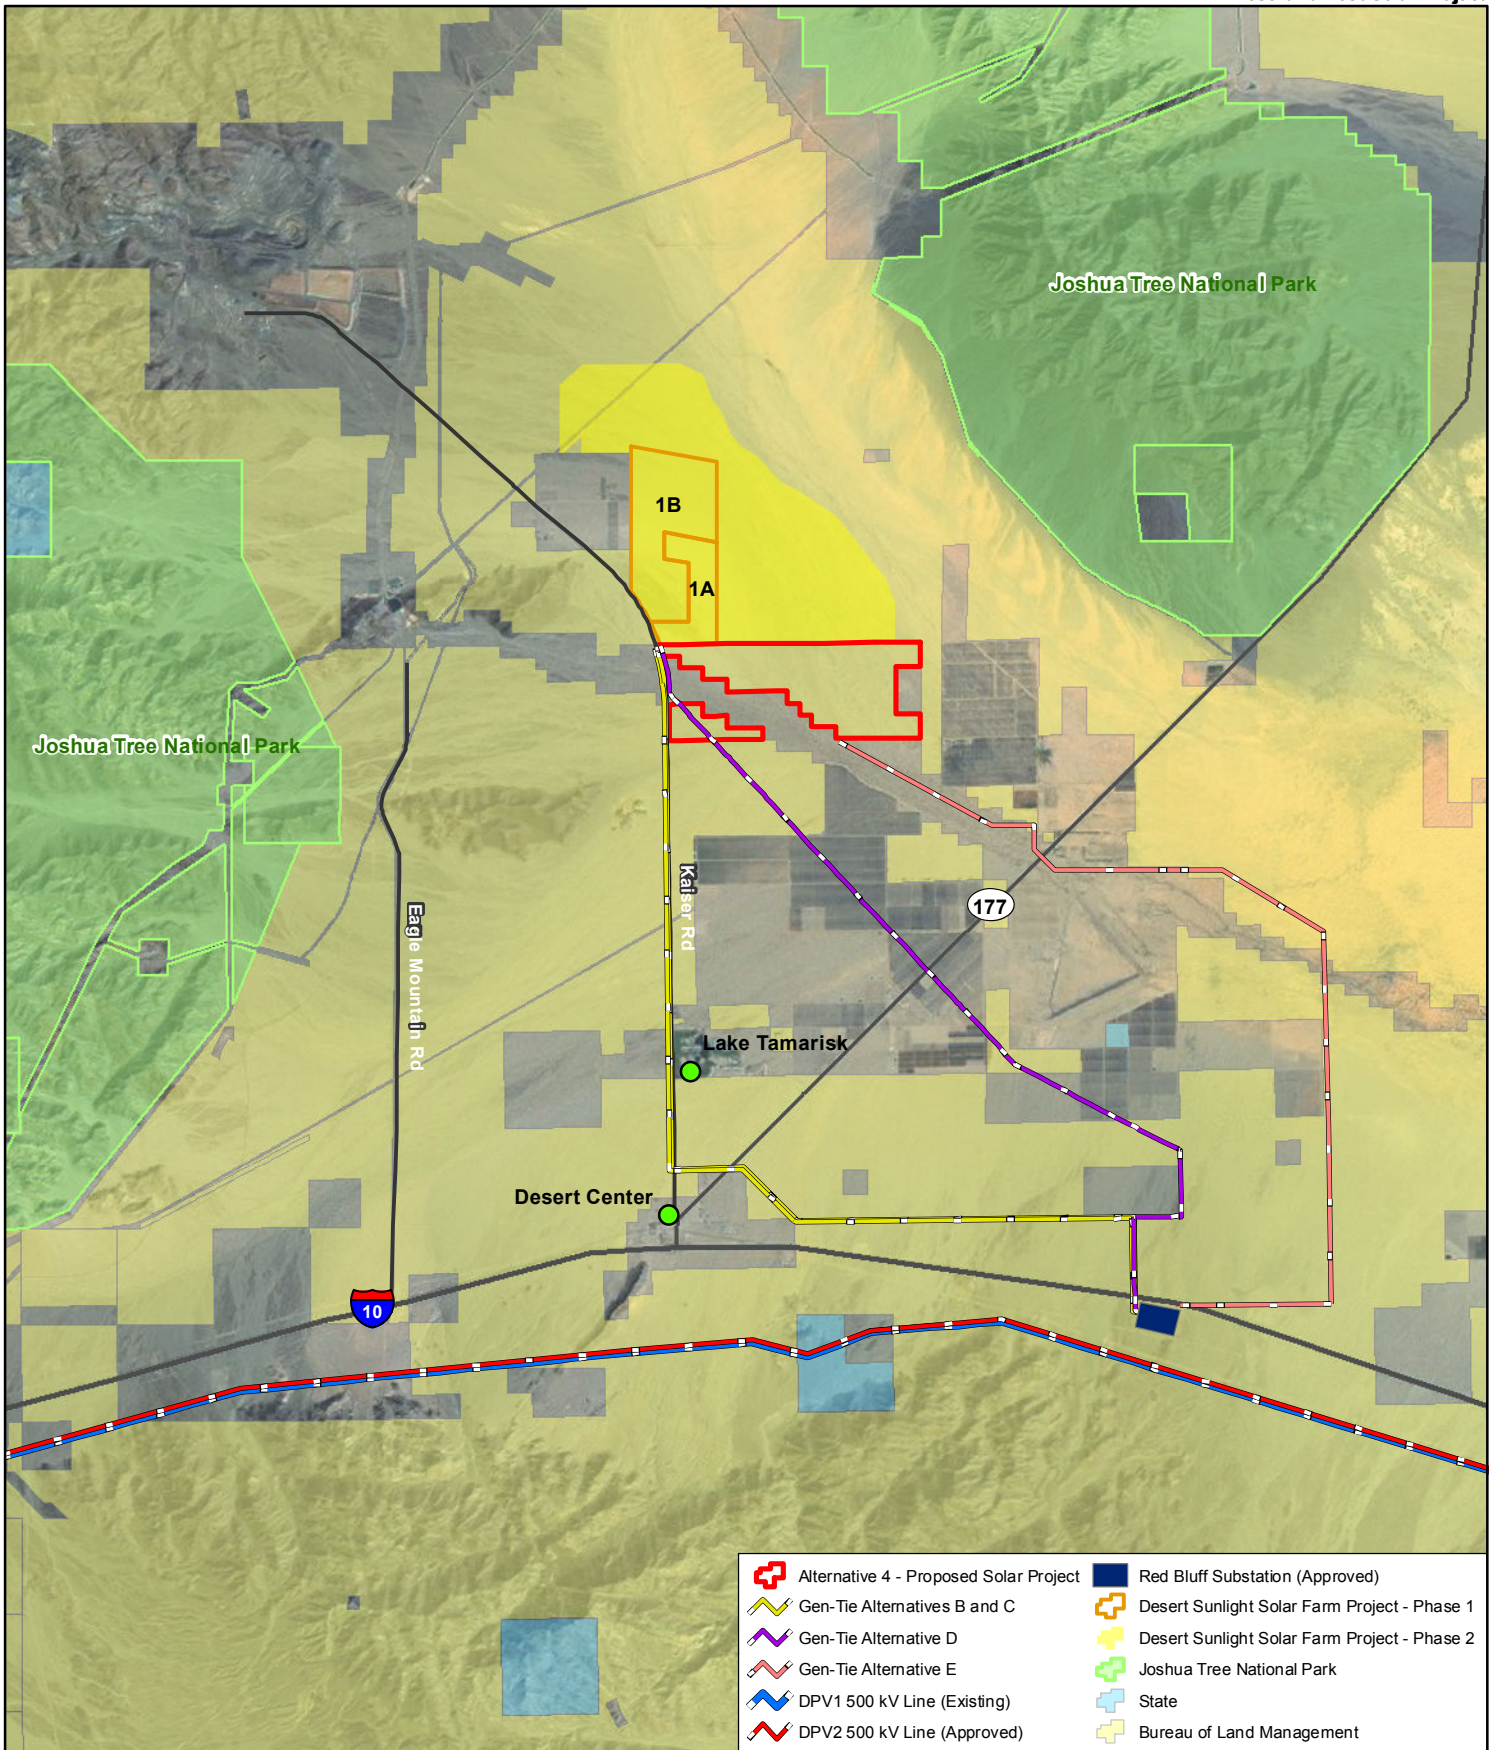 Joshua Tree National Park
1B
1A
Joshua Tree National Park
Kaiser Rd
177
Eagle Mountain Rd
Lake Tamarisk
Desert Center
10
Alternative 4 - Proposed Solar Project
Gen-Tie Alternatives B and C
Gen-Tie Alternative D
Gen-Tie Alternative E
DPV1 500 kV Line (Existing)
DPV2 500 kV Line (Approved)
Red Bluff Substation (Approved)
Desert Sunlight Solar Farm Project - Phase 1
Desert Sunlight Solar Farm Project - Phase 2
Joshua Tree National Park
State
Bureau of Land Management